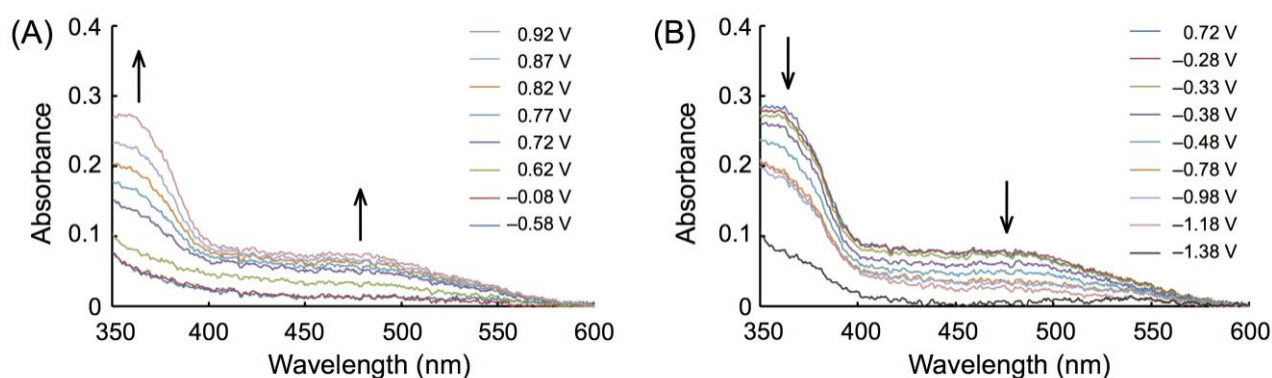 (A)
0.4
0.3
0.2
0.1
0
Absorbance
350 400 450 500 550 600
Wavelength (nm)
0.92 V
0.87 V
0.82 V
0.77 V
0.72 V
0.62 V
–0.08 V
–0.58 V
(B)
0.4
0.3
0.2
0.1
0
Absorbance
350 400 450 500 550 600
Wavelength (nm)
0.72 V
–0.28 V
–0.33 V
–0.38 V
–0.48 V
–0.78 V
–0.98 V
–1.18 V
–1.38 V